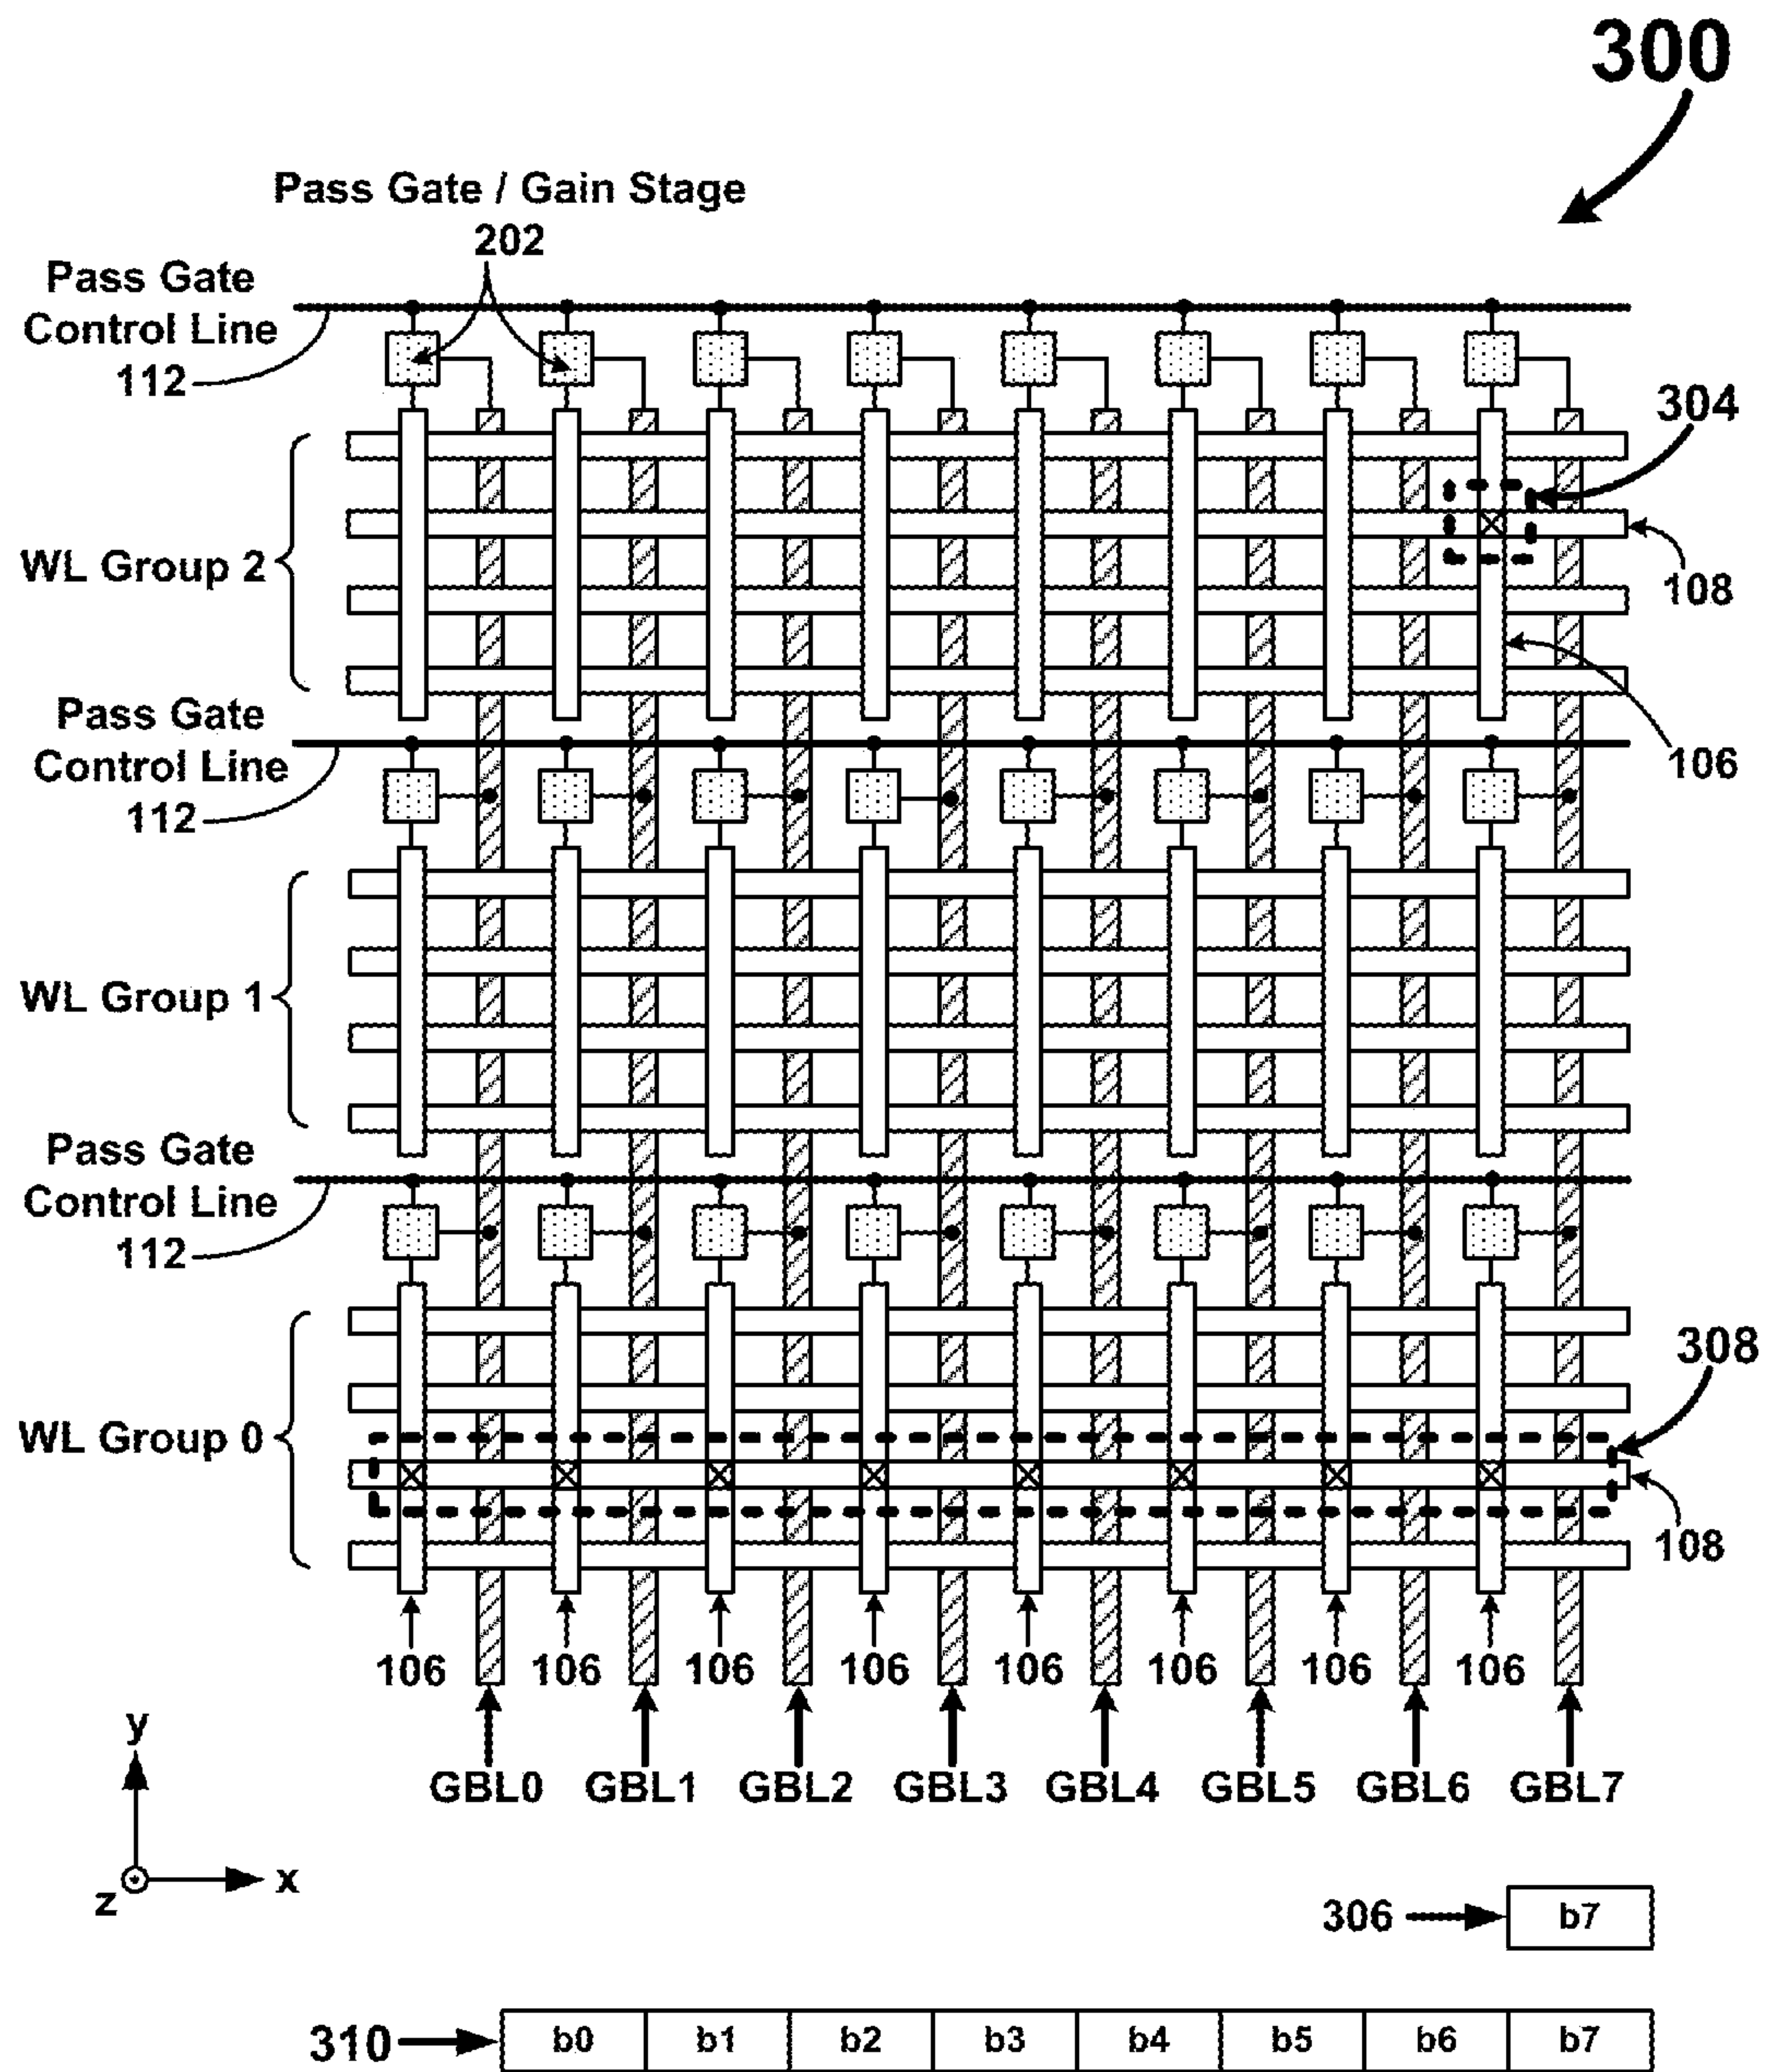 300
Pass Gate / Gain Stage
202
Pass Gate
Control Line
112
304
WL Group 2
108
106
Pass Gate
Control Line
112
WL Group 1
Pass Gate
Control Line
112
308
WL Group 0
108
106 106 106 106 106 106 106 106
GBL0 GBL1 GBL2 GBL3 GBL4 GBL5 GBL6 GBL7
y
z x
306 b7
310 b0 b1 b2 b3 b4 b5 b6 b7